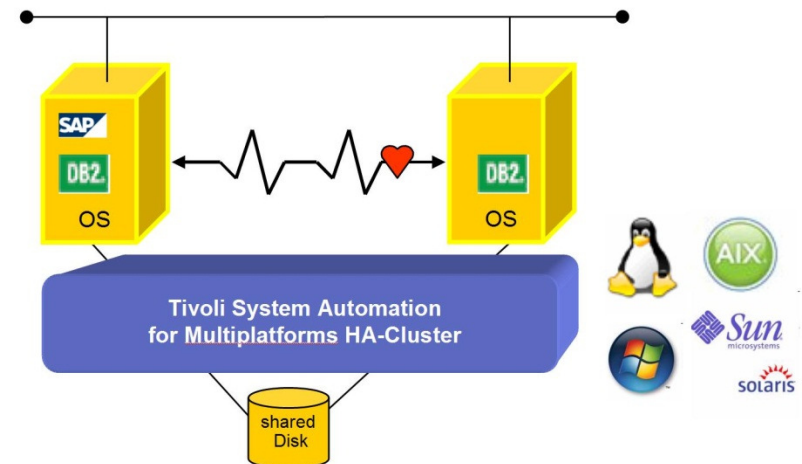 SAP
DB2.
OS
DB2.
OS
Tivoli System Automation
for Multiplatforms HA-Cluster
shared
Disk
AIX
Sun
microsystems
solaris